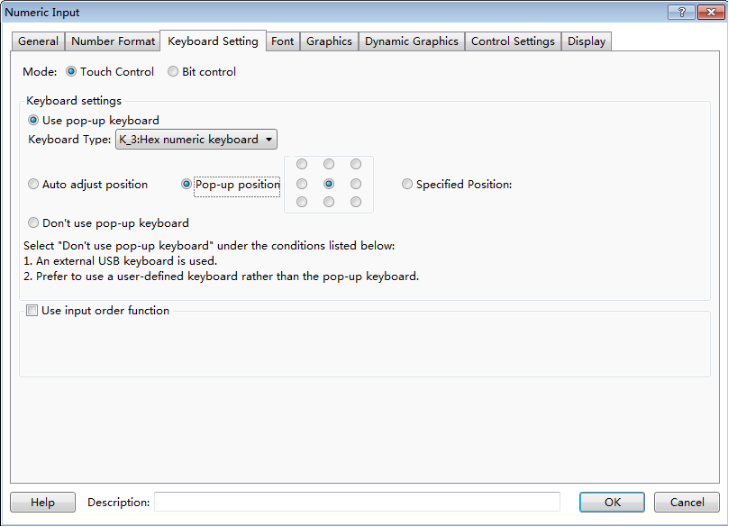 Numeric Input
General Number Format Keyboard Setting Font Graphics Dynamic Graphics Control Settings Display
Mode: Touch Control Bit control
Keyboard settings
Use pop-up keyboard
Keyboard Type: K_3:Hex numeric keyboard
Auto adjust position Pop-up position Specified Position:
Don't use pop-up keyboard
Select "Don't use pop-up keyboard" under the conditions listed below:
1. An external USB keyboard is used.
2. Prefer to use a user-defined keyboard rather than the pop-up keyboard.
Use input order function
Help Description: OK Cancel